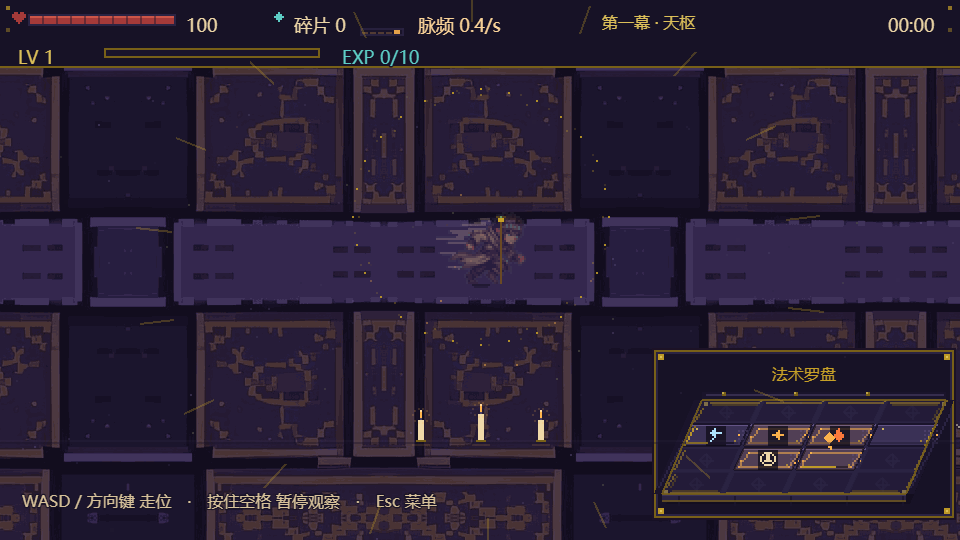 100 碎片 0 脉频 0.4/s 第一幕 · 天枢 00:00
LV 1 EXP 0/10
法术罗盘
WASD / 方向键 走位 · 按住空格 暂停观察 · Esc 菜单